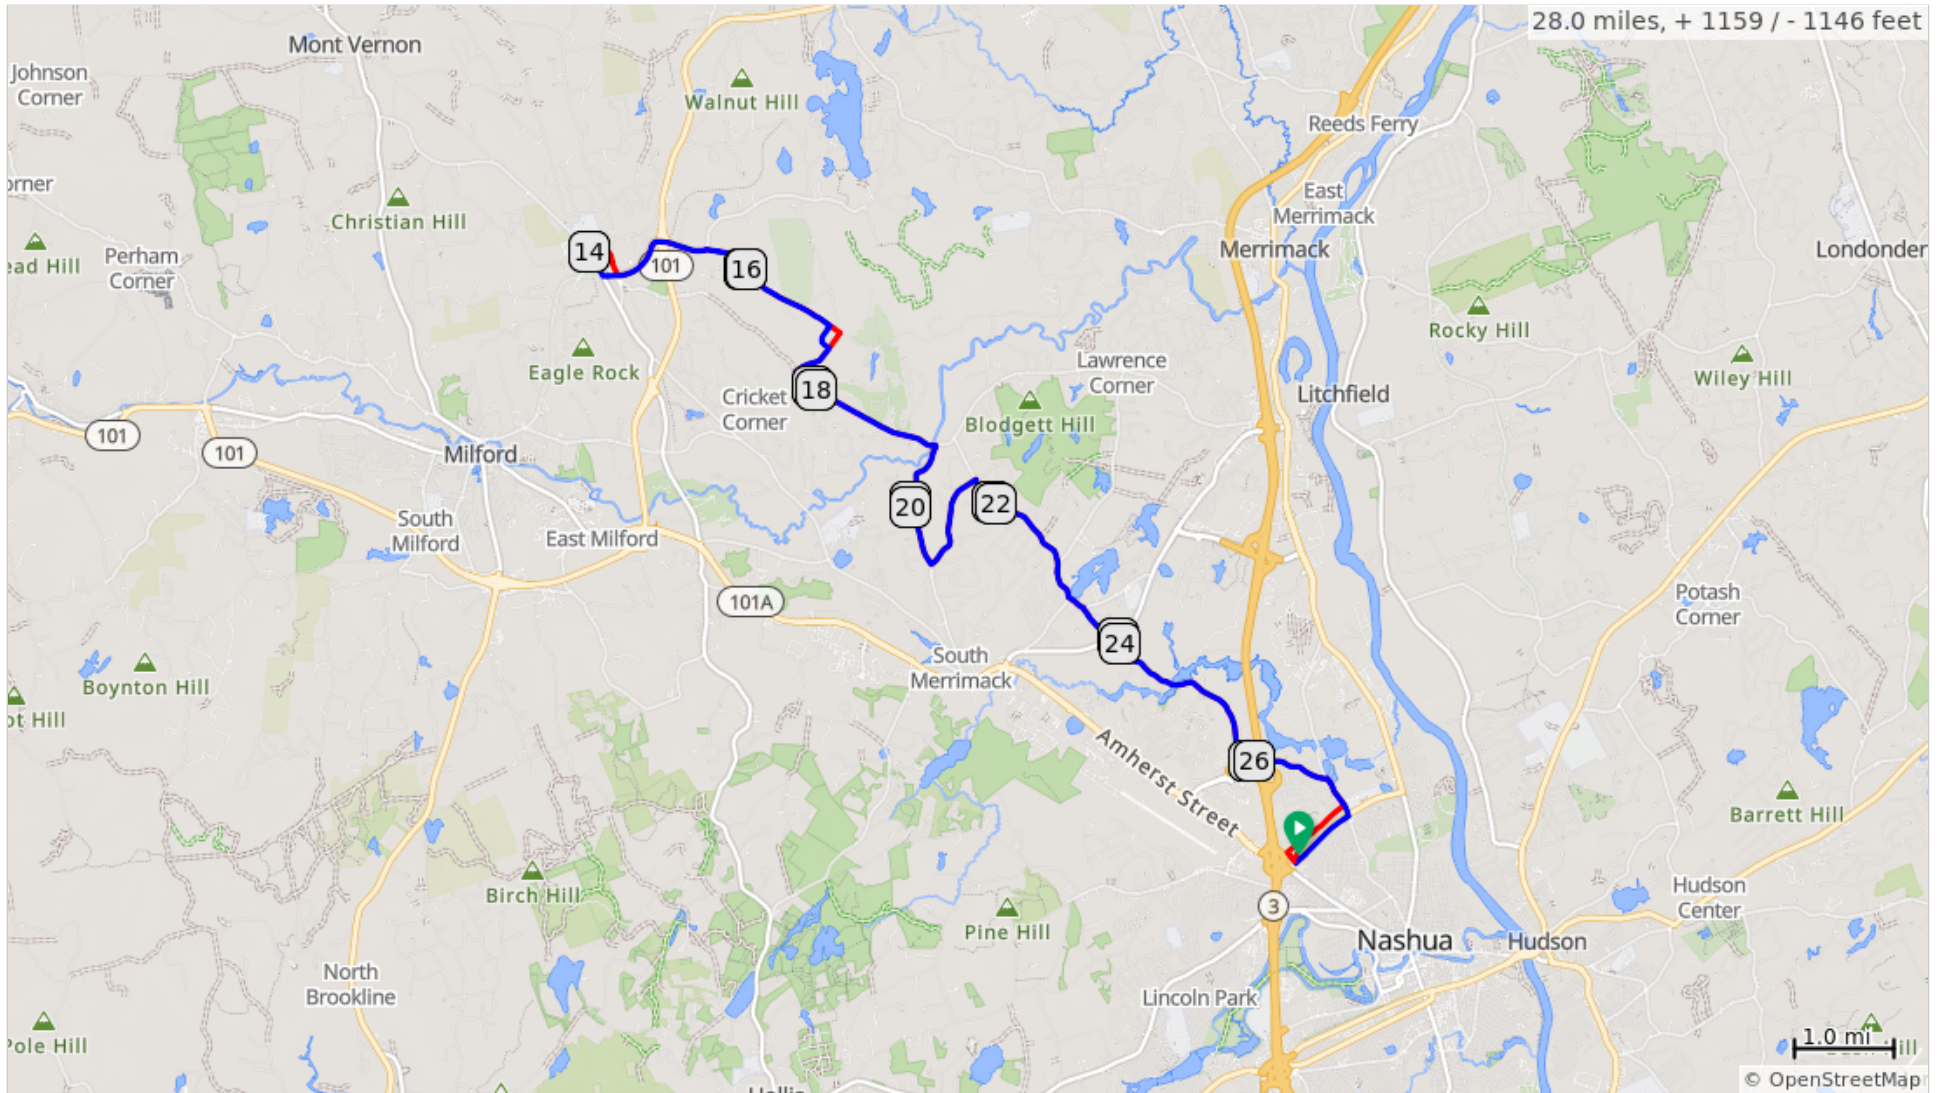 28.0 miles, + 1159 / - 1146 feet
Mont Vernon
Johnson
Corner
Walnut Hill
Reeds Ferry
orner
Christian Hill
East
Merrimack
ead Hill
Perham
Corner
14
101
16
Merrimack
Londonder
Rocky Hill
Eagle Rock
Lawrence
Corner
Wiley Hill
18
Cricket
Corner
Litchfield
Blodgett Hill
101
101
Milford
20
22
South
Milford
East Milford
101A
Potash
Corner
24
South
Merrimack
Boynton Hill
ot Hill
Amherst Street
26
Barrett Hill
Birch Hill
3
Pine Hill
Hudson
Center
Nashua
Hudson
North
Brookline
Lincoln Park
Pole Hill
1.0 mi
© OpenStreetMap